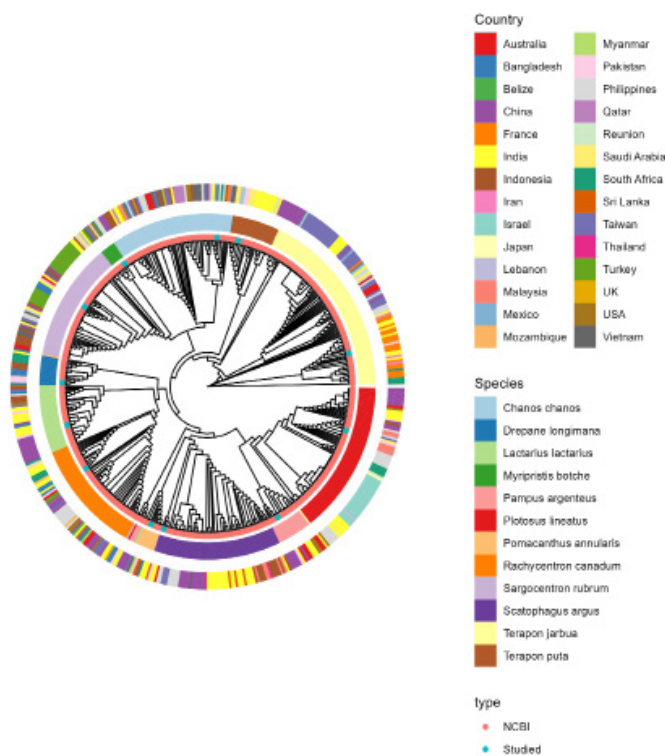 Country
Australia
Bangladesh
Belize
China
France
India
Indonesia
Iran
Israel
Japan
Lebanon
Malaysia
Mexico
Mozambique
Myanmar
Pakistan
Philippines
Qatar
Reunion
Saudi Arabia
South Africa
Sri Lanka
Taiwan
Thailand
Turkey
UK
USA
Vietnam
Species
Chanos chanos
Drepane longimana
Lactarius lactarius
Myripristis botche
Pampus argenteus
Plotosus lineatus
Pomacanthus annularis
Rachycentron canadum
Sargocentron rubrum
Scatophagus argus
Terapon jarbua
Terapon puta
type
NCBI
Studied